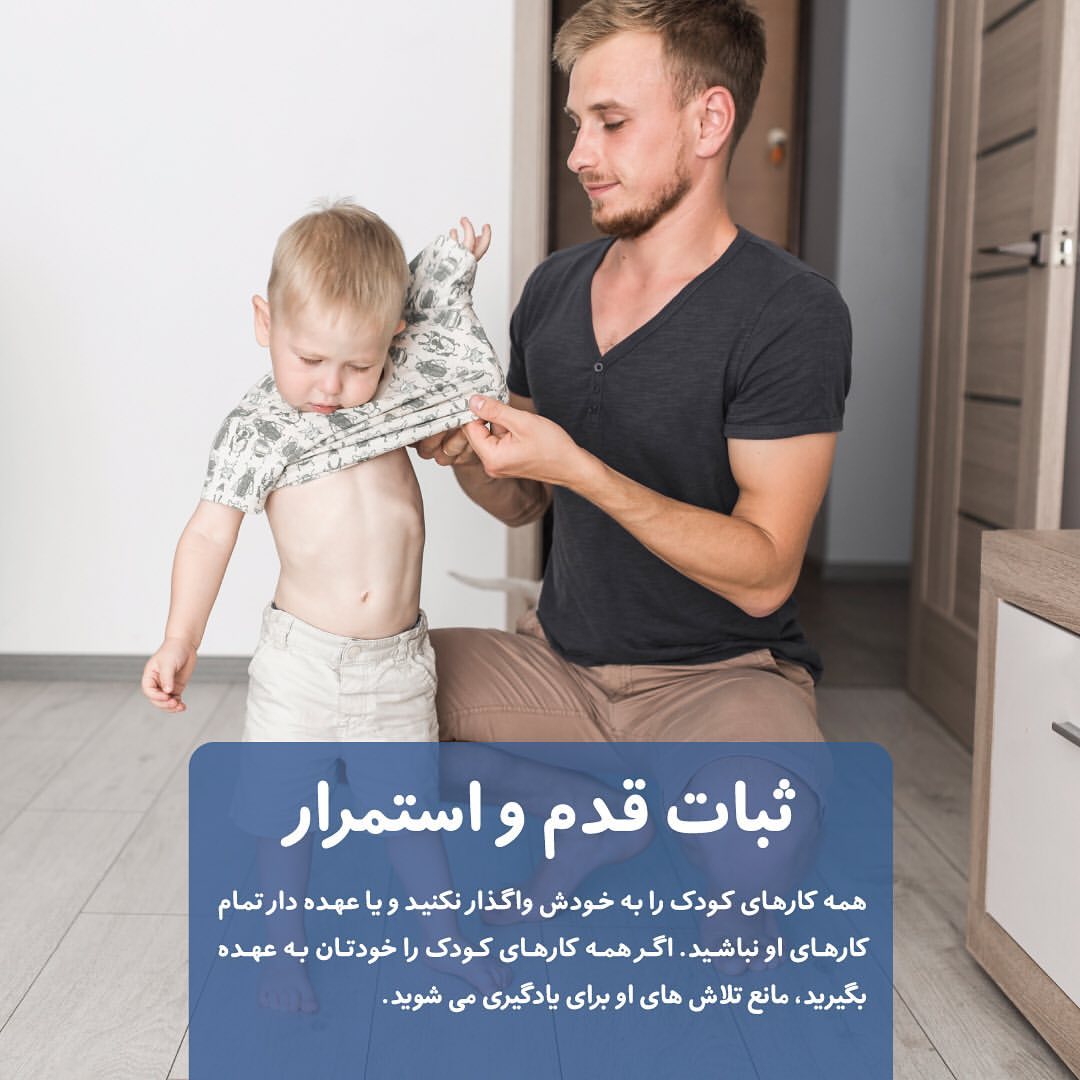 ثبات قدم و استمرار
همه کارهای کودک را به خودش واگذار نکنید و یا عهده دار تمام
کارهای او نباشید. اگر همه کارهای کودک را خودتان به عهده
بگیرید، مانع تلاش های او برای یادگیری می شوید.